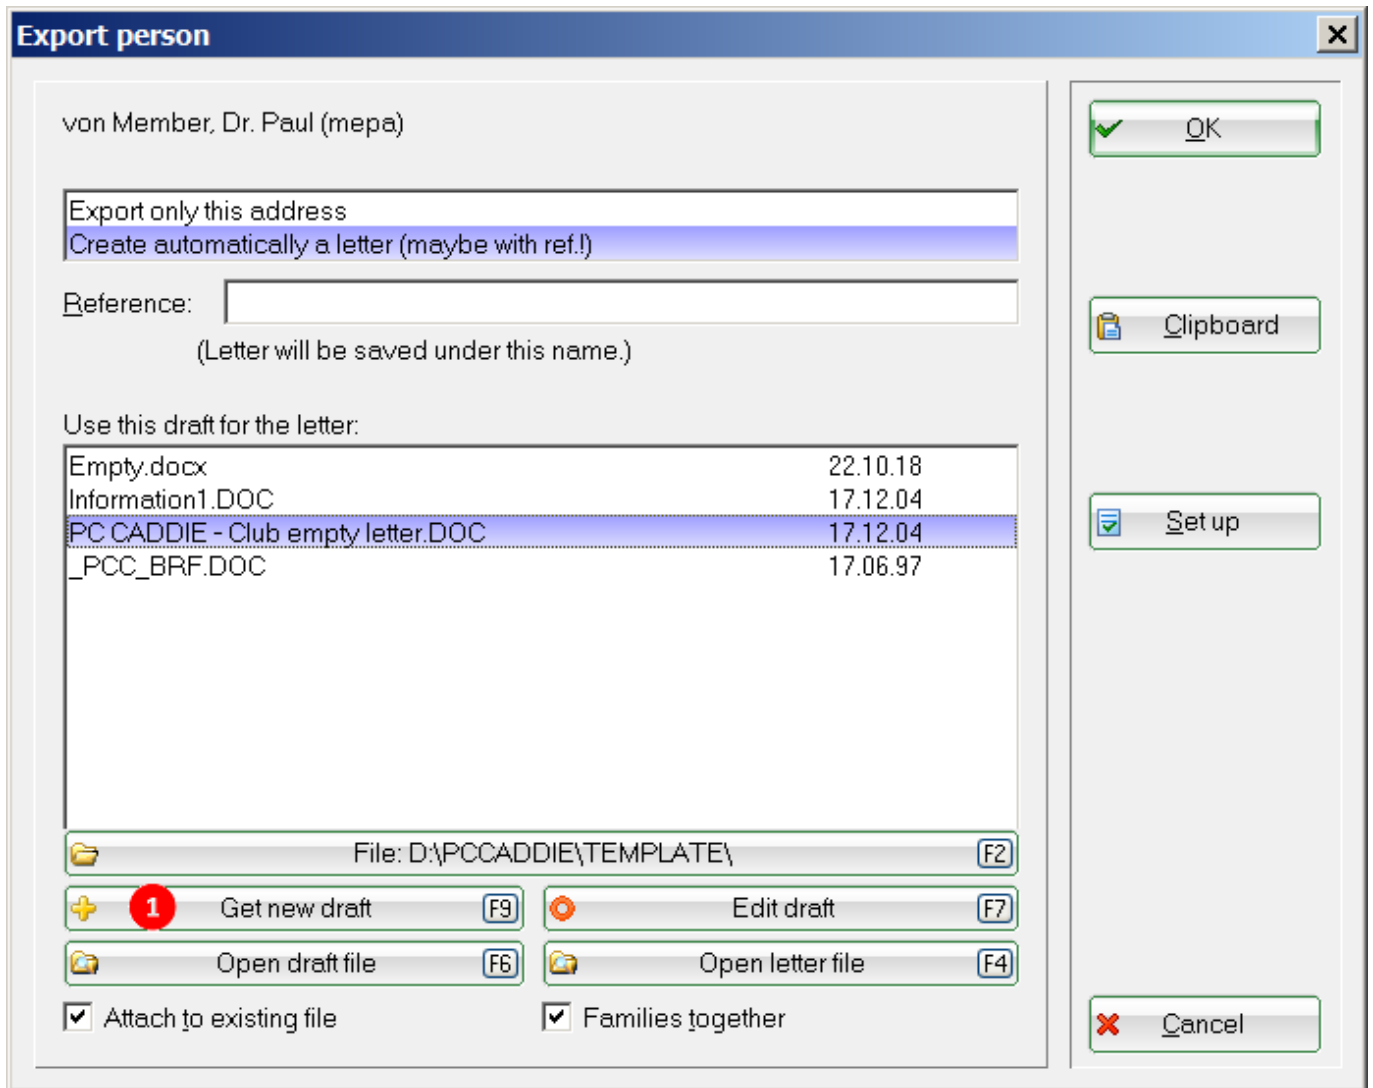 Export person
von Member, Dr. Paul (mepa)
OK
Export only this address
Create automatically a letter (maybe with ref.!)
Reference:
(Letter will be saved under this name.)
Clipboard
Use this draft for the letter:
Empty.docx 22.10.18
Information1.DOC 17.12.04
PC CADDIE - Club empty letter.DOC 17.12.04
_PCC_BRF.DOC 17.06.97
Set up
File: D:\PCCADDIE\TEMPLATE\ F2
1 Get new draft F9 Edit draft F7
Open draft file F6 Open letter file F4
Attach to existing file Families together
Cancel